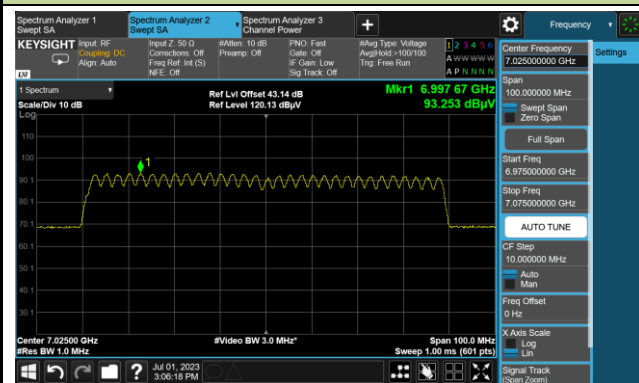 Spectrum Analyzer 1
Swept SA
Spectrum Analyzer 2
Swept SA
Spectrum Analyzer 3
Channel Power
Frequency
KEYSIGHT
Input: RF
Coupling: DC
Align: Auto
Input Z: 50 Ω
Corrections: Off
Freq Ref: Int (S)
NFE: Off
#Atten: 10 dB
Preamp: Off
PNO: Fast
Gate: Off
IF Gain: Low
Sig Track: Off
#Avg Type: Voltage
Avg|Hold:>100/100
Trig: Free Run
1 2 3 4 5 6
A W W W W W
A P N N N N
LXI
1 Spectrum
Scale/Div 10 dB
Ref Lvl Offset 43.14 dB
Ref Level 120.13 dBµV
Mkr1 6.997 67 GHz
93.253 dBµV
Log
110
100
90.1
80.1
70.1
60.1
50.1
40.1
30.1
1
Center 7.02500 GHz
#Res BW 1.0 MHz
#Video BW 3.0 MHz*
Span 100.0 MHz
Sweep 1.00 ms (601 pts)
Center Frequency
7.025000000 GHz
Settings
Span
100.000000 MHz
Swept Span
Zero Span
Full Span
Start Freq
6.975000000 GHz
Stop Freq
7.075000000 GHz
AUTO TUNE
CF Step
10.000000 MHz
Auto
Man
Freq Offset
0 Hz
X Axis Scale
Log
Lin
Signal Track
(Span Zoom)
Jul 01, 2023
3:06:18 PM